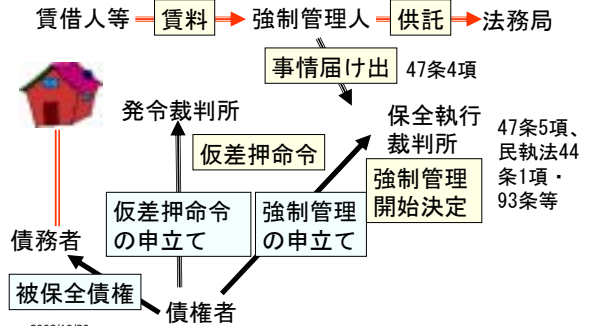 賃借人等 賃料 強制管理人 供託 法務局
事情届け出 47条4項
発令裁判所
保全執行
裁判所
47条5項、
民執法44
条1項・
93条等
仮差押命令
強制管理
開始決定
仮差押命令
の申立て
強制管理
の申立て
債務者
被保全債権
債権者